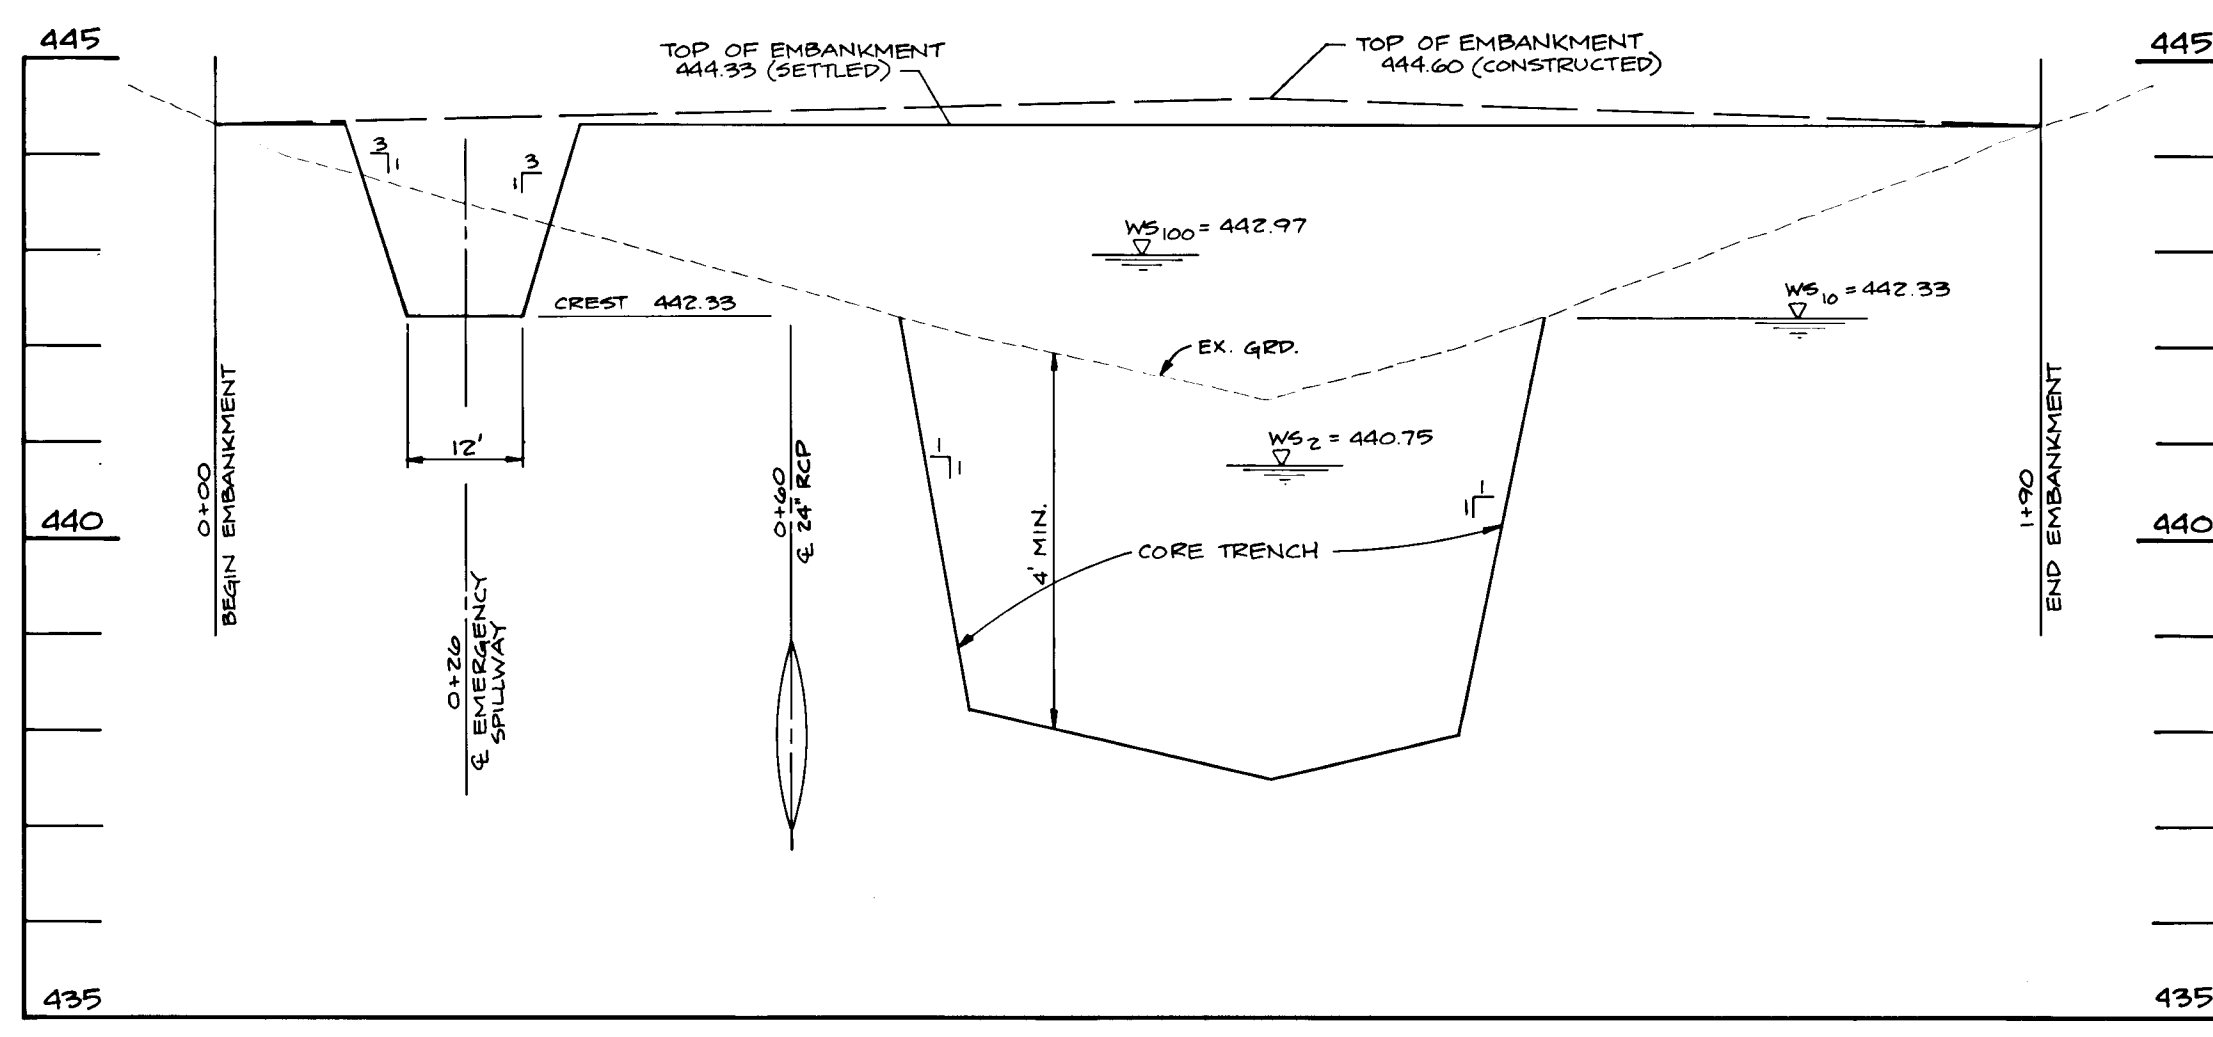 445
TOP OF EMBANKMENT
444.33 (SETTLED)
TOP OF EMBANKMENT
444.60 (CONSTRUCTED)
445
3
1
3
1
WS100 = 442.97
CREST 442.33
WS10 = 442.33
EX. GRD.
12'
WS2 = 440.75
1
1
1
1
4' MIN.
CORE TRENCH
0+00
BEGIN EMBANKMENT
0+26
℄ EMERGENCY
SPILLWAY
0+60
℄ 24" RCP
1+90
END EMBANKMENT
440
440
435
435